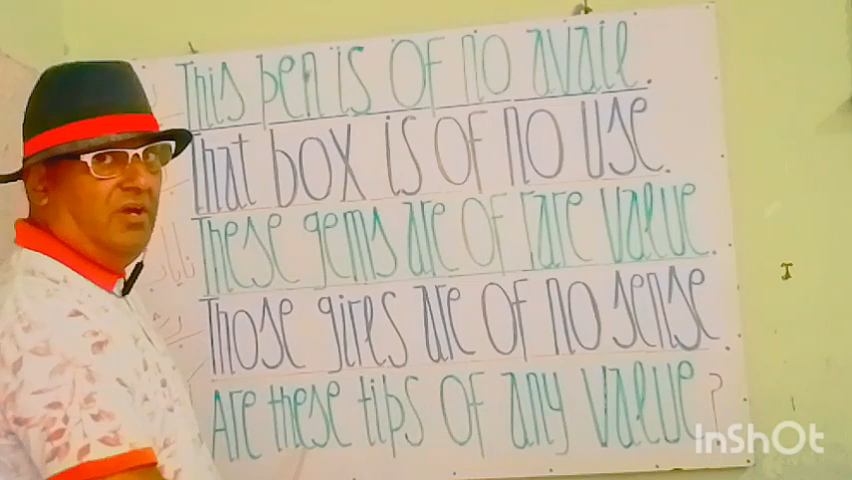 This pen is of no avail.
That box is of no use.
These gems are of rare value.
Those girls are of no sense.
Are these tips of any value?
InShOt